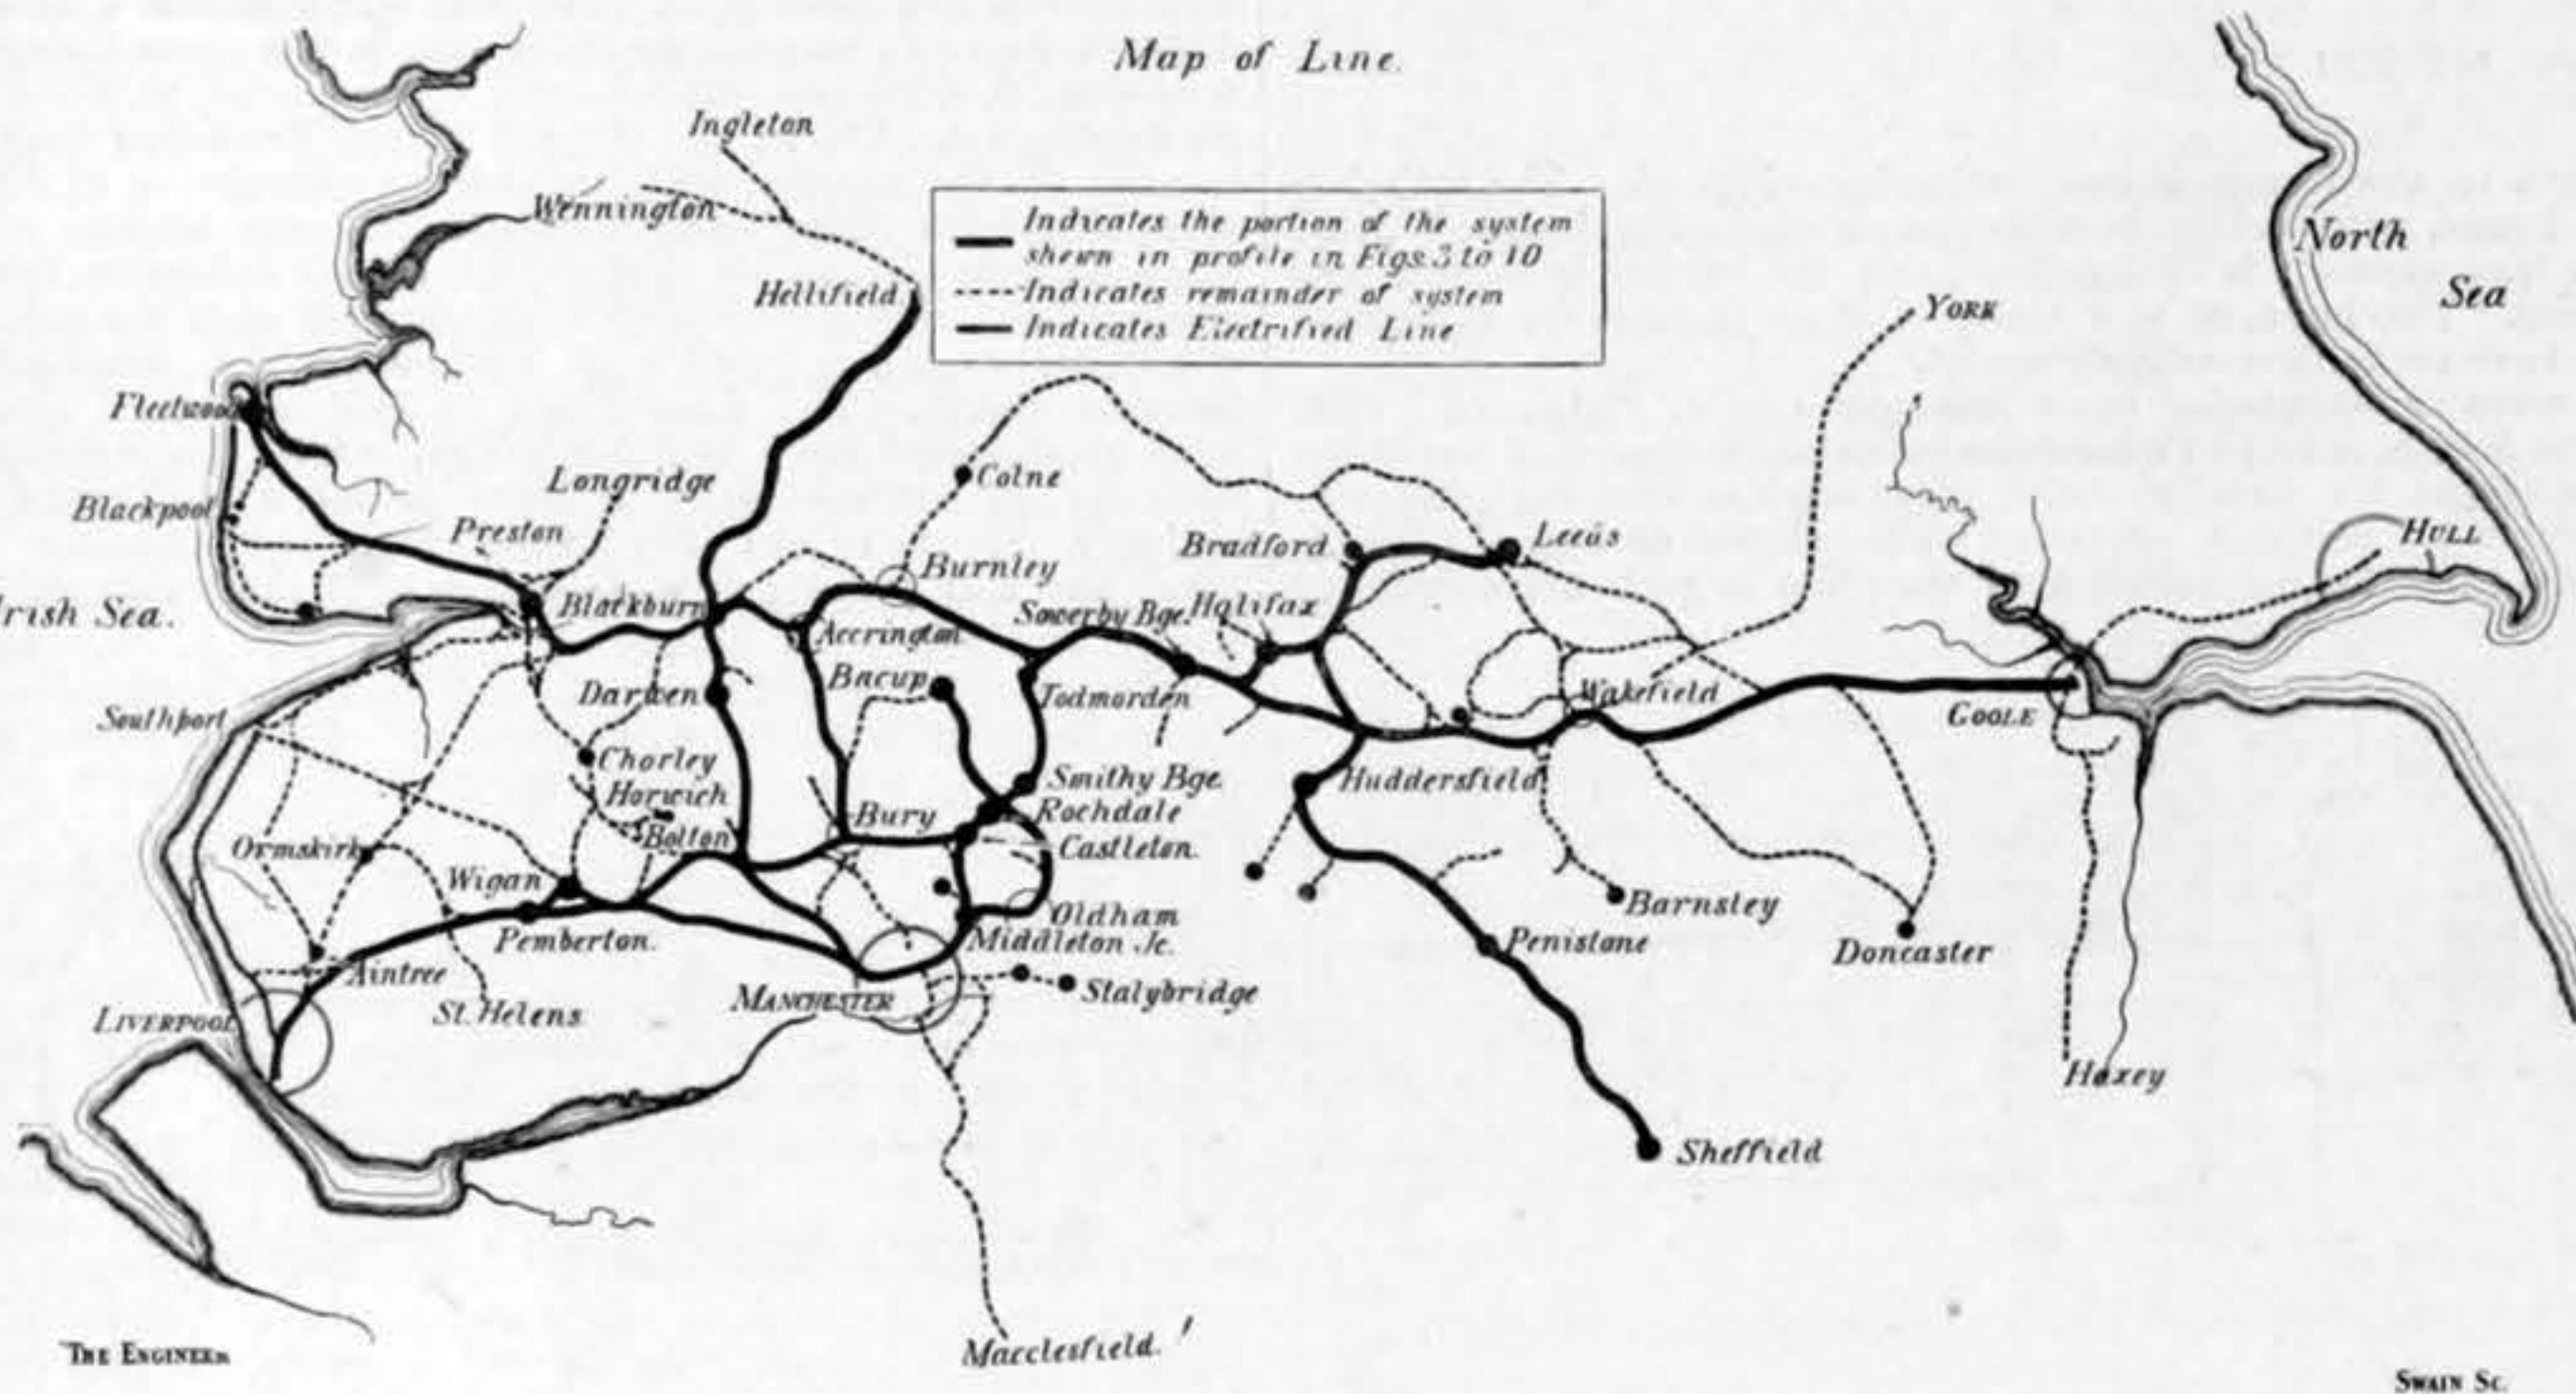 Map of Line.
Ingleton
Wennington
Indicates the portion of the system
shewn in profile in Figs. 3 to 10
Indicates remainder of system
Indicates Electrified Line
Hellifield
North
Sea
YORK
Fleetwood
Blackpool
Longridge
Preston
Colne
Bradford
Leeds
HULL
Burnley
Irish Sea.
Blackburn
Accrington
Sowerby Bge.
Halifax
Bacup
Darwen
Todmorden
Wakefield
GOOLE
Southport
Chorley
Horwich
Smithy Bge.
Huddersfield
Rochdale
Bury
Bolton
Castleton.
Ormskirk
Wigan
Barnsley
Oldham
Pemberton.
Middleton Jc.
Penistone
Doncaster
Aintree
St. Helens
MANCHESTER
Stalybridge
LIVERPOOL
Haxey
Sheffield
Macclesfield.
THE ENGINEER
SWAIN SC.